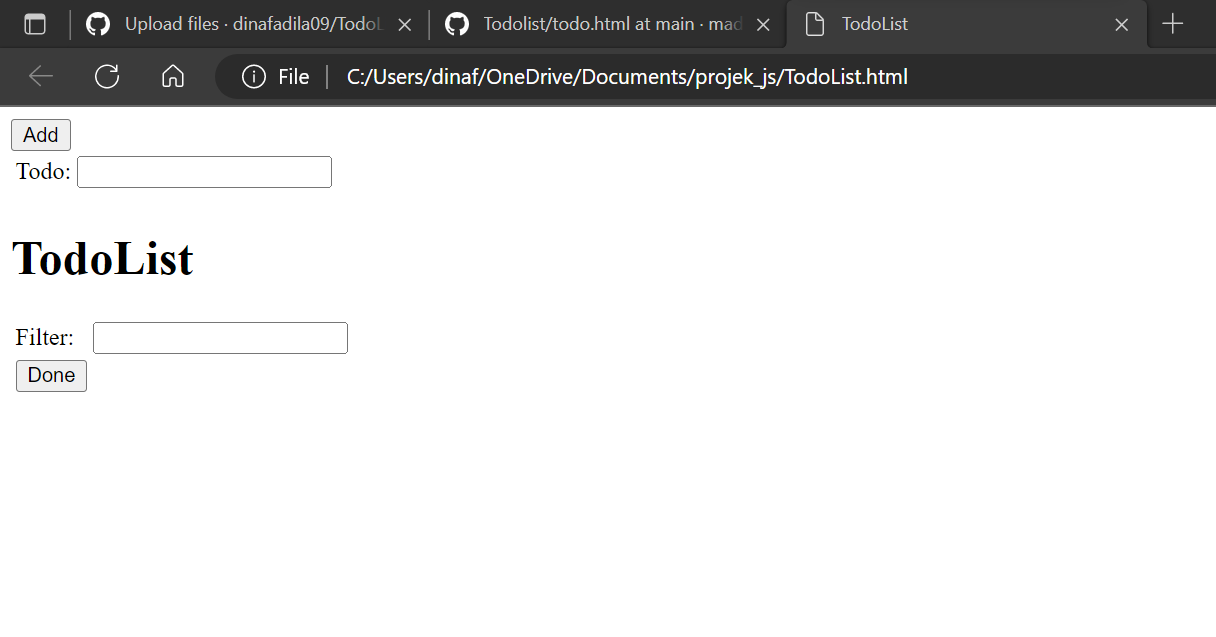 Upload files · dinafadila09/TodoL
Todolist/todo.html at main · mad
TodoList
File
C:/Users/dinaf/OneDrive/Documents/projek_js/TodoList.html
Add
Todo:
TodoList
Filter:
Done